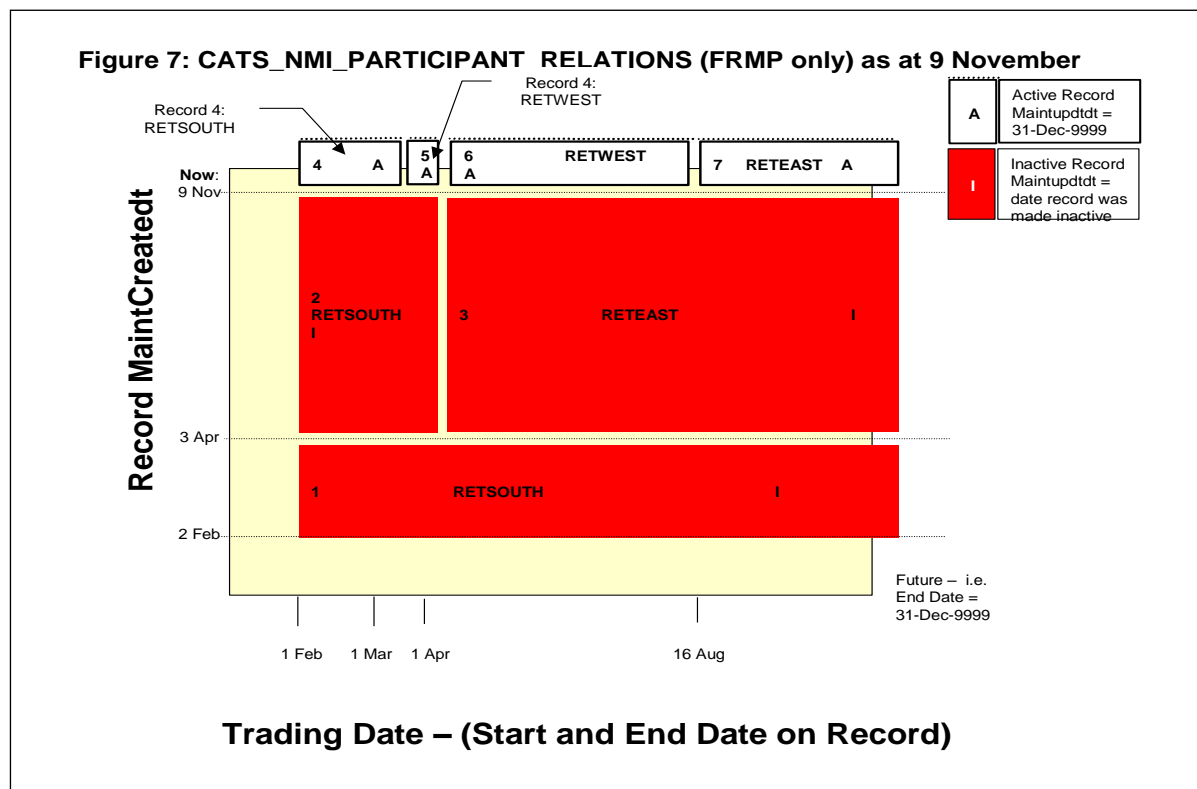 Figure 7: CATS_NMI_PARTICIPANT_RELATIONS (FRMP only) as at 9 November
Record 4:
RETSOUTH
Record 4:
RETWEST
A
Active Record
Maintupdtdt =
31-Dec-9999
I
Inactive Record
Maintupdtdt =
date record was
made inactive
Now:
9 Nov
4 A
5
A
6 RETWEST
A
7 RETEAST A
Record MaintCreatedt
2
RETSOUTH
I
3 RETEAST I
3 Apr
1 RETSOUTH I
2 Feb
Future – i.e.
End Date =
31-Dec-9999
1 Feb 1 Mar 1 Apr 16 Aug
Trading Date – (Start and End Date on Record)